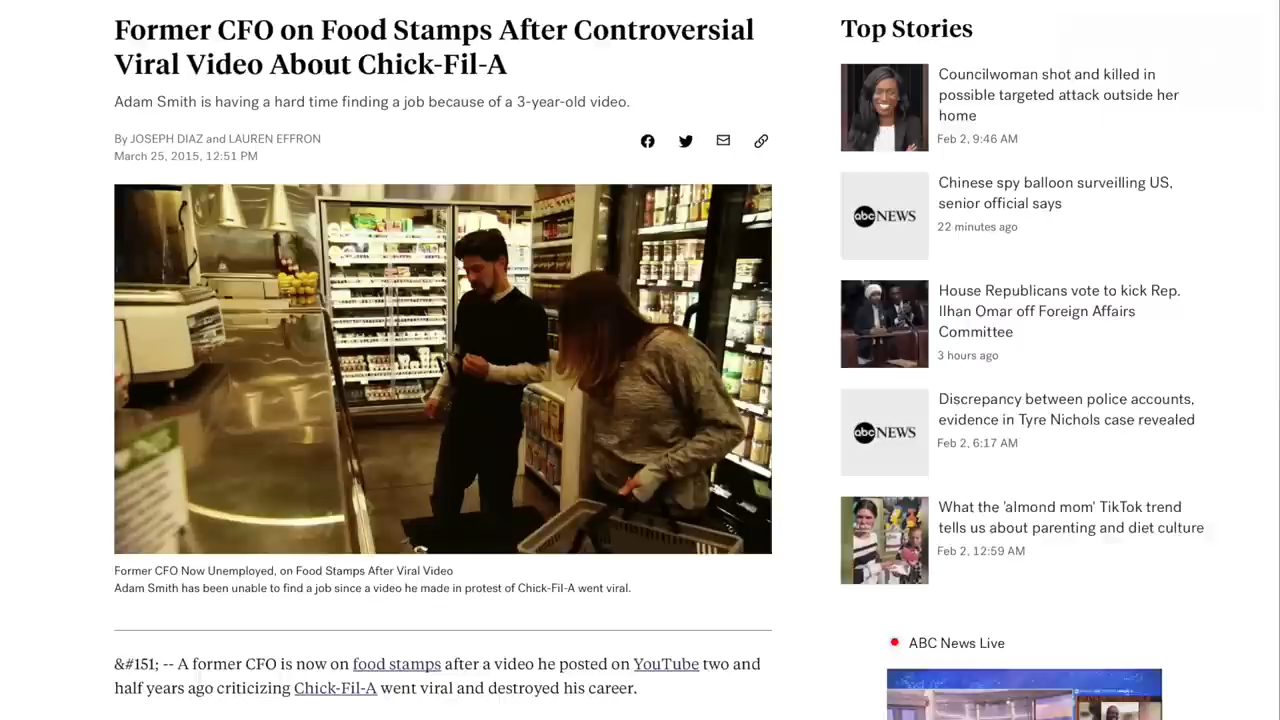 Former CFO on Food Stamps After Controversial
Viral Video About Chick-Fil-A
Adam Smith is having a hard time finding a job because of a 3-year-old video.
By JOSEPH DIAZ and LAUREN EFFRON
March 25, 2015, 12:51 PM
Former CFO Now Unemployed, on Food Stamps After Viral Video
Adam Smith has been unable to find a job since a video he made in protest of Chick-Fil-A went viral.
&#151; -- A former CFO is now on food stamps after a video he posted on YouTube two and
half years ago criticizing Chick-Fil-A went viral and destroyed his career.
Top Stories
Councilwoman shot and killed in
possible targeted attack outside her
home
Feb 2, 9:46 AM
abc NEWS
Chinese spy balloon surveilling US,
senior official says
22 minutes ago
House Republicans vote to kick Rep.
Ilhan Omar off Foreign Affairs
Committee
3 hours ago
abc NEWS
Discrepancy between police accounts,
evidence in Tyre Nichols case revealed
Feb 2, 6:17 AM
What the 'almond mom' TikTok trend
tells us about parenting and diet culture
Feb 2, 12:59 AM
ABC News Live